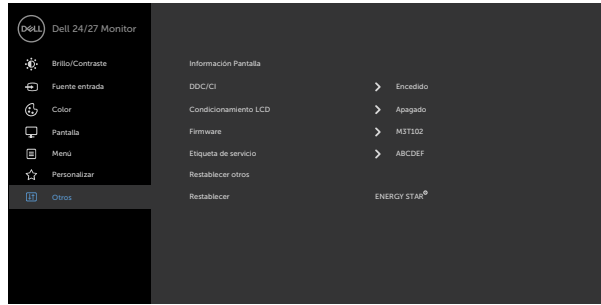 DELL Dell 24/27 Monitor
Brillo/Contraste Información Pantalla
Fuente entrada DDC/CI Encedido
Color Condicionamiento LCD Apagado
Pantalla Firmware M3T102
Menú Etiqueta de servicio ABCDEF
Personalizar Restablecer otros
Otros Restablecer ENERGY STAR